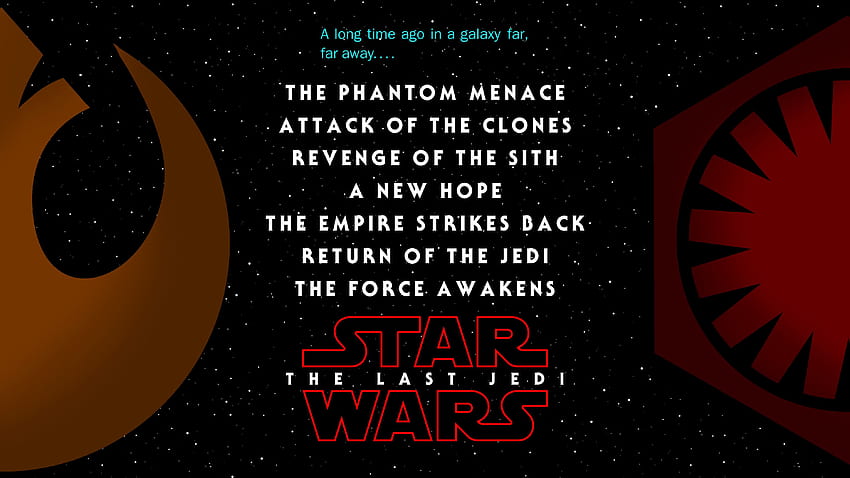 A long time ago in a galaxy far,
far away....
THE PHANTOM MENACE
ATTACK OF THE CLONES
REVENGE OF THE SITH
A NEW HOPE
THE EMPIRE STRIKES BACK
RETURN OF THE JEDI
THE FORCE AWAKENS
STAR
THE LAST JEDI
WARS